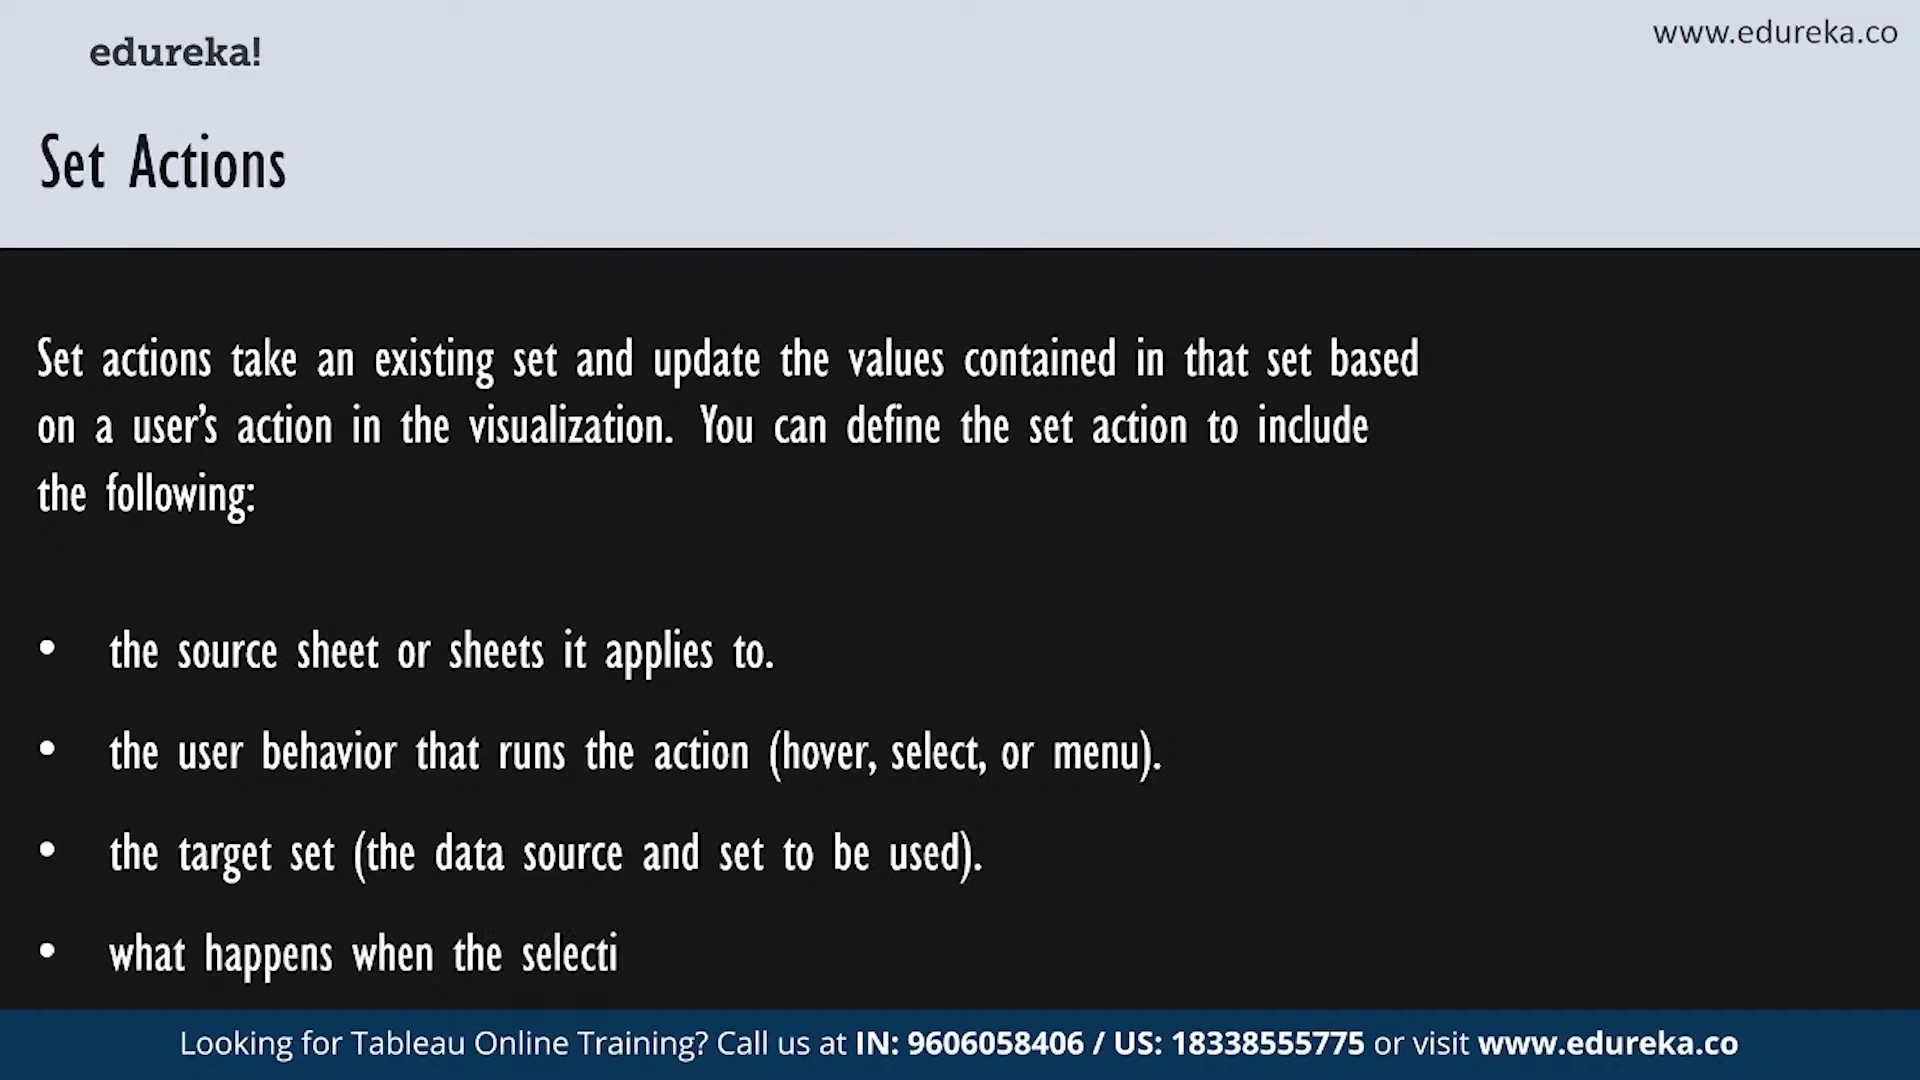 edureka!
www.edureka.co
Set Actions
Set actions take an existing set and update the values contained in that set based
on a user’s action in the visualization. You can define the set action to include
the following:
• the source sheet or sheets it applies to.
• the user behavior that runs the action (hover, select, or menu).
• the target set (the data source and set to be used).
• what happens when the selecti
Looking for Tableau Online Training? Call us at IN: 9606058406 / US: 18338555775 or visit www.edureka.co